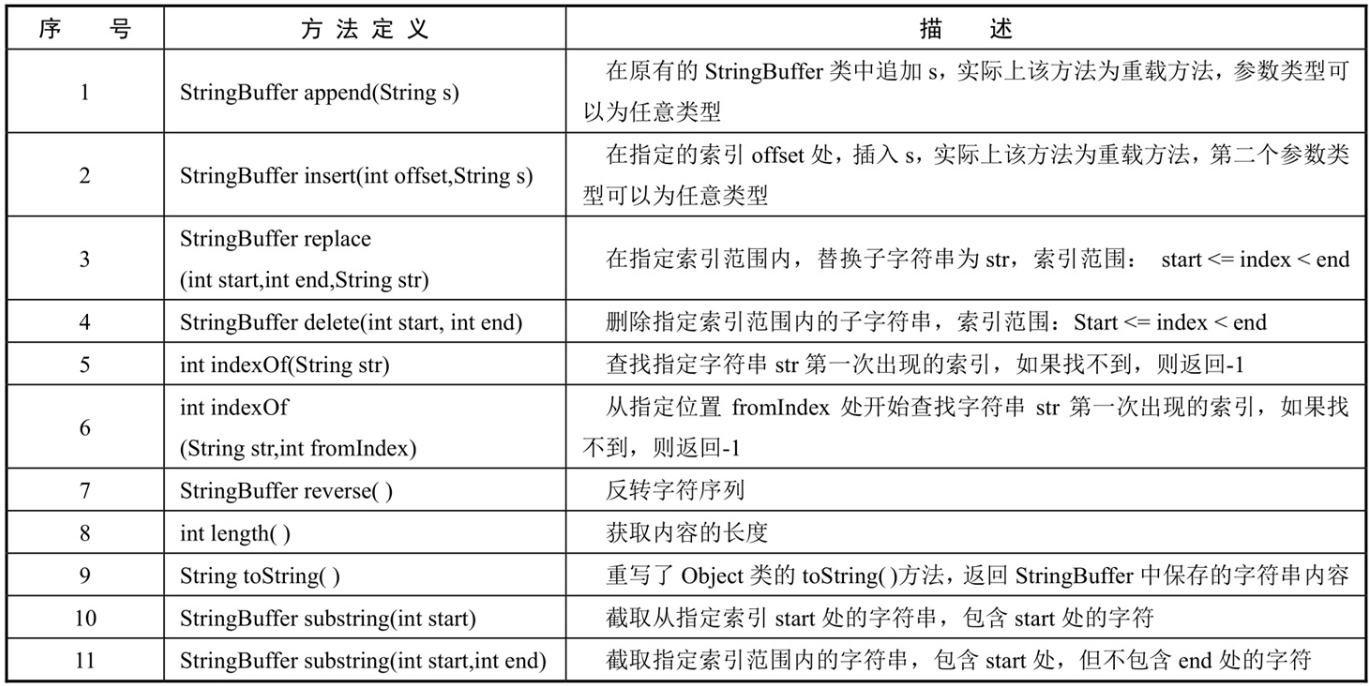 序 号 方 法 定 义 描 述
1 StringBuffer append(String s) 在原有的 StringBuffer 类中追加 s，实际上该方法为重载方法，参数类型可
以为任意类型
2 StringBuffer insert(int offset,String s) 在指定的索引 offset 处，插入 s，实际上该方法为重载方法，第二个参数类
型可以为任意类型
3 StringBuffer replace
(int start,int end,String str) 在指定索引范围内，替换子字符串为 str，索引范围： start <= index < end
4 StringBuffer delete(int start, int end) 删除指定索引范围内的子字符串，索引范围：Start <= index < end
5 int indexOf(String str) 查找指定字符串 str 第一次出现的索引，如果找不到，则返回-1
6 int indexOf
(String str,int fromIndex) 从指定位置 fromIndex 处开始查找字符串 str 第一次出现的索引，如果找
不到，则返回-1
7 StringBuffer reverse( ) 反转字符序列
8 int length( ) 获取内容的长度
9 String toString( ) 重写了 Object 类的 toString( )方法，返回 StringBuffer 中保存的字符串内容
10 StringBuffer substring(int start) 截取从指定索引 start 处的字符串，包含 start 处的字符
11 StringBuffer substring(int start,int end) 截取指定索引范围内的字符串，包含 start 处，但不包含 end 处的字符